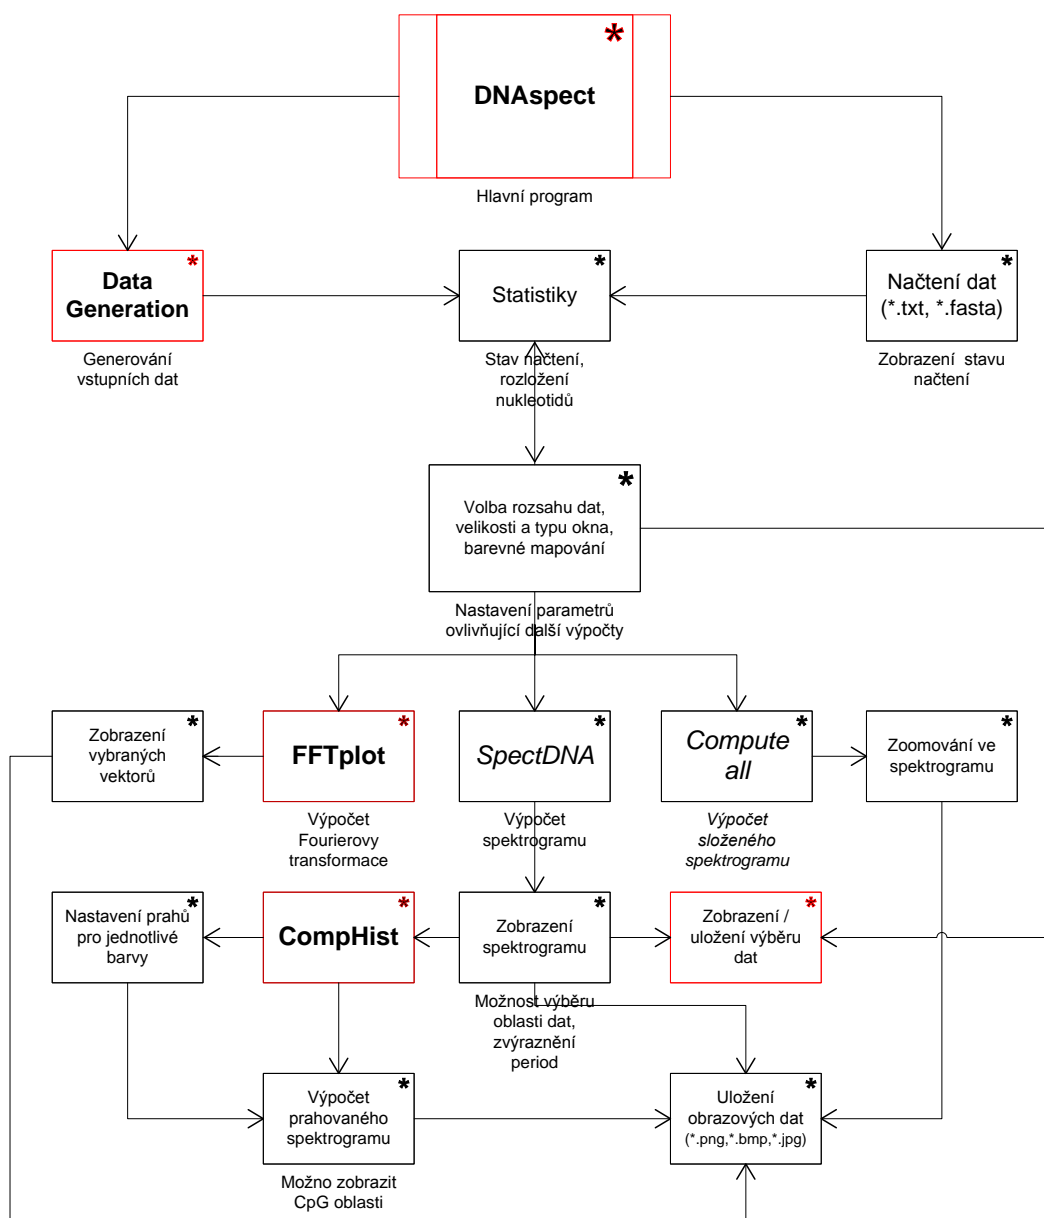 *
DNAspect
Hlavní program
*
Data
Generation
Generování
vstupních dat
*
Statistiky
Stav načtení,
rozložení
nukleotidů
*
Načtení dat
(*.txt, *.fasta)
Zobrazení stavu
načtení
*
Volba rozsahu dat,
velikosti a typu okna,
barevné mapování
Nastavení parametrů
ovlivňující další výpočty
*
Zobrazení
vybraných
vektorů
*
FFTplot
Výpočet
Fourierovy
transformace
*
SpectDNA
Výpočet
spektrogramu
*
Compute
all
Výpočet
složeného
spektrogramu
*
Zoomování ve
spektrogramu
*
Nastavení prahů
pro jednotlivé
barvy
*
CompHist
*
Zobrazení
spektrogramu
Možnost výběru
oblasti dat,
zvýraznění
period
*
Zobrazení /
uložení výběru
dat
*
Výpočet
prahovaného
spektrogramu
Možno zobrazit
CpG oblasti
*
Uložení
obrazových dat
(*.png,*.bmp,*.jpg)